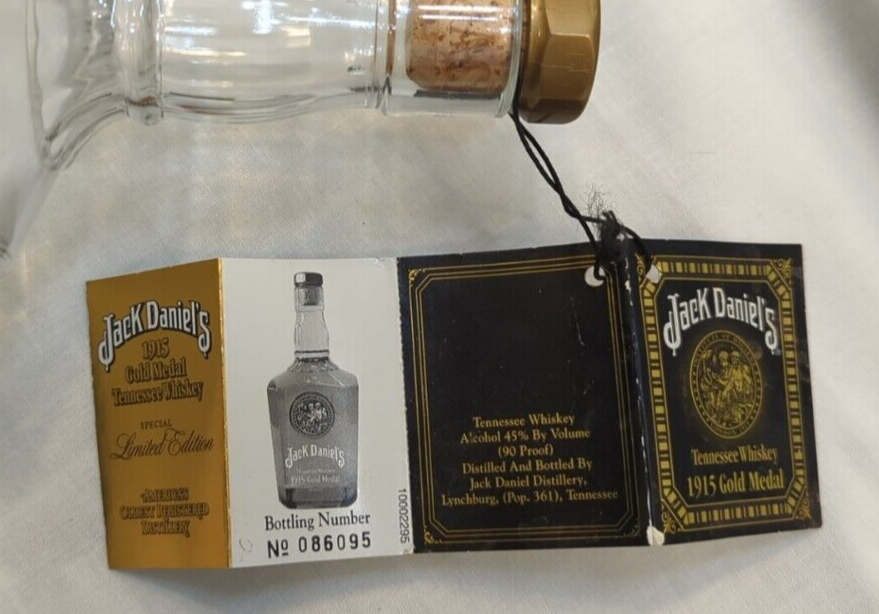 Jack Daniel's
1915
Gold Medal
Tennessee Whiskey
SPECIAL
Limited Edition
AMERICA'S
OLDEST REGISTERED
DISTILLERY
Jack Daniel's
1915 Gold Medal
Bottling Number
Nº 086095
10002295
Tennessee Whiskey
Alcohol 45% By Volume
(90 Proof)
Distilled And Bottled By
Jack Daniel Distillery,
Lynchburg, (Pop. 361), Tennessee
Jack Daniel's
Tennessee Whiskey
1915 Gold Medal